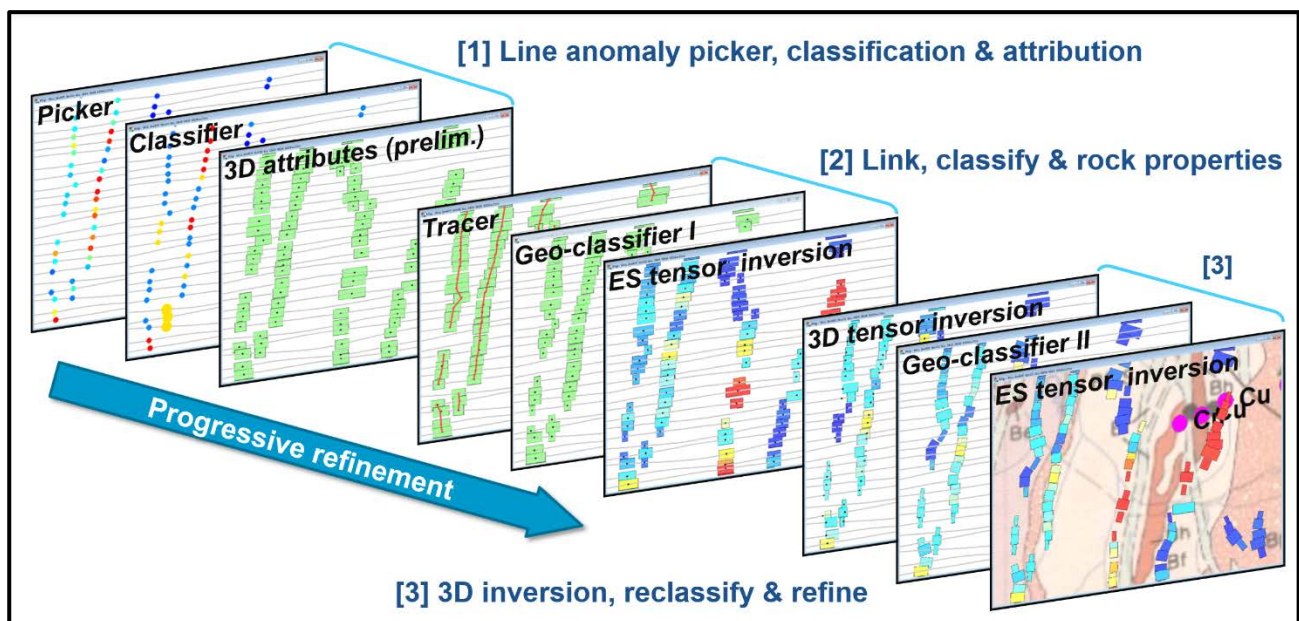 [1] Line anomaly picker, classification & attribution
Picker
Classifier
3D attributes (prelim.)
[2] Link, classify & rock properties
Tracer
Geo-classifier I
ES tensor inversion
[3]
3D tensor inversion
Geo-classifier II
ES tensor inversion
Cu
Bf
Progressive refinement
[3] 3D inversion, reclassify & refine